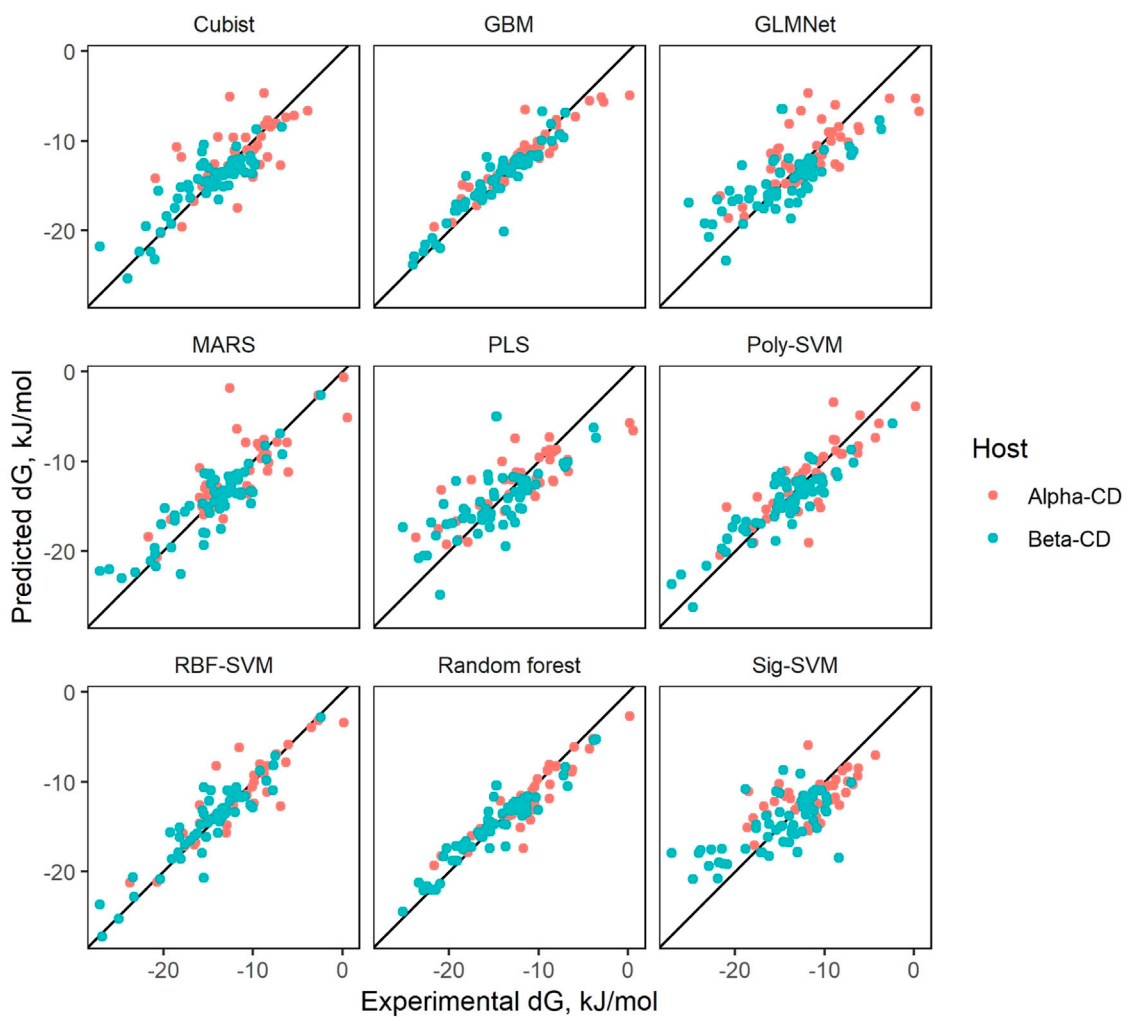 Cubist GBM GLMNet
0
-10
-20
MARS PLS Poly-SVM
0
-10
-20
Predicted dG, kJ/mol
Host
Alpha-CD
Beta-CD
RBF-SVM Random forest Sig-SVM
0
-10
-20
-20 -10 0 -20 -10 0 -20 -10 0
Experimental dG, kJ/mol